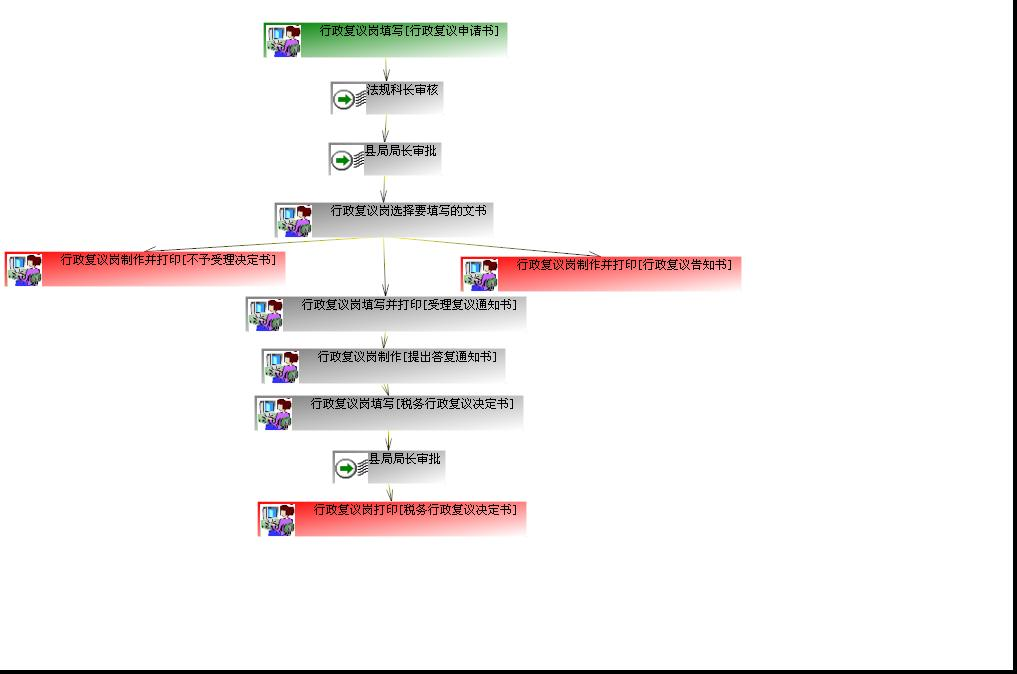 行政复议岗填写[行政复议申请书]
法规科长审核
县局局长审批
行政复议岗选择要填写的文书
行政复议岗制作并打印[不予受理决定书]
行政复议岗制作并打印[行政复议告知书]
行政复议岗填写并打印[受理复议通知书]
行政复议岗制作[提出答复通知书]
行政复议岗填写[税务行政复议决定书]
县局局长审批
行政复议岗打印[税务行政复议决定书]